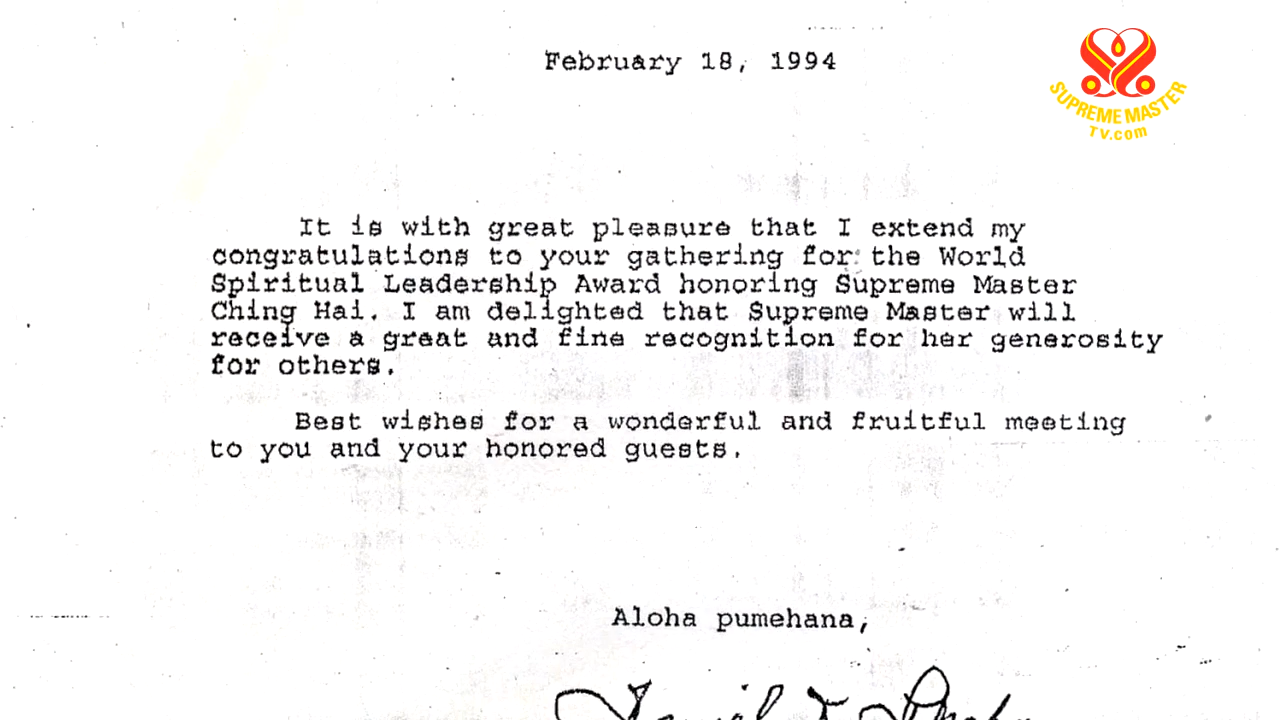 February 18, 1994
SUPREME MASTER
TV.com
It is with great pleasure that I extend my
congratulations to your gathering for the World
Spiritual Leadership Award honoring Supreme Master
Ching Hai. I am delighted that Supreme Master will
receive a great and fine recognition for her generosity
for others.
Best wishes for a wonderful and fruitful meeting
to you and your honored guests.
Aloha pumehana,